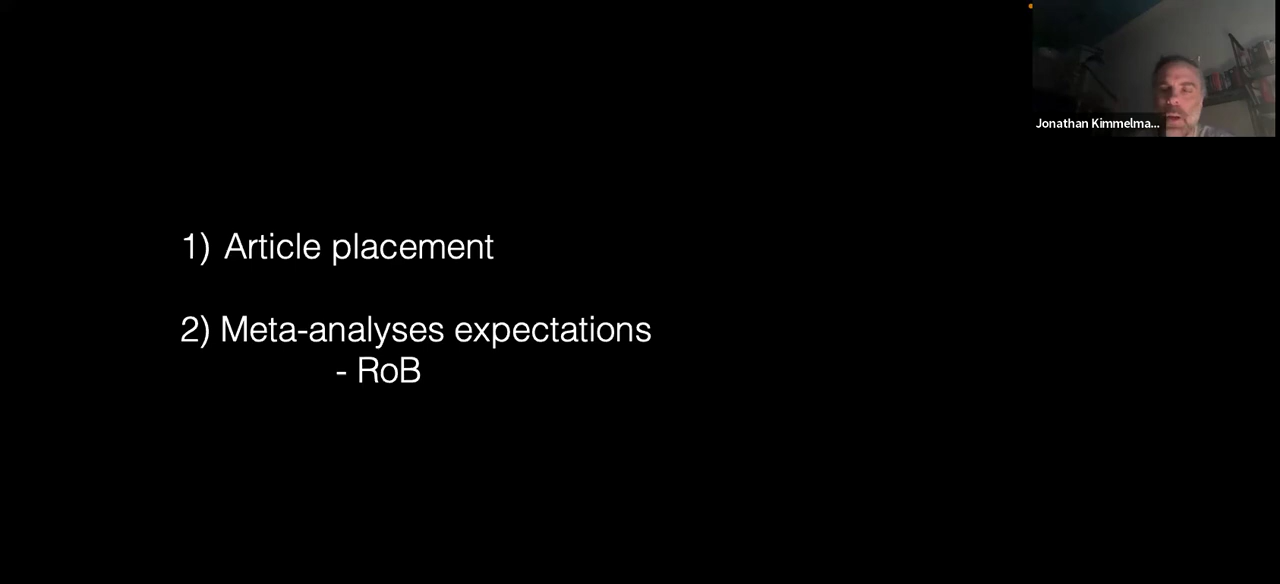 Jonathan Kimmelma...
1) Article placement
2) Meta-analyses expectations
- RoB